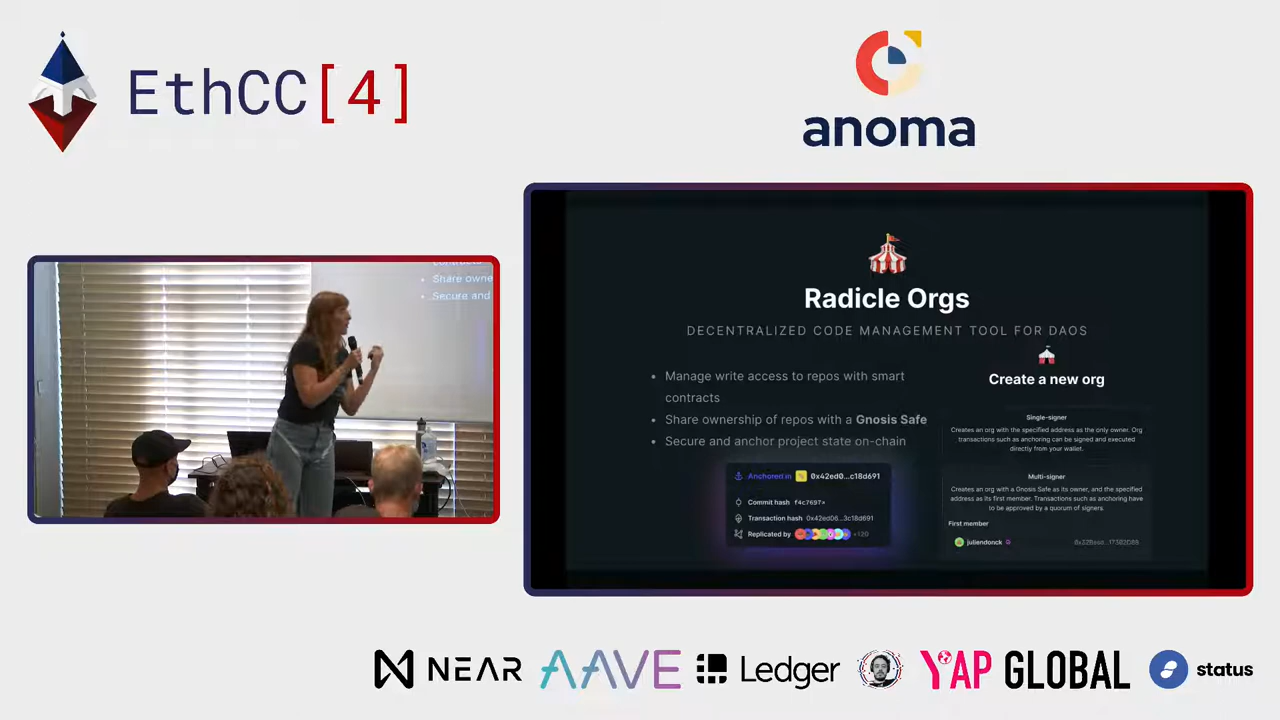 EthCC[4]
anoma
contracts
Share owne
Secure and
Radicle Orgs
DECENTRALIZED CODE MANAGEMENT TOOL FOR DAOS
• Manage write access to repos with smart
contracts
• Share ownership of repos with a Gnosis Safe
• Secure and anchor project state on-chain
Anchored in 0x42ed0...c18d691
Commit hash f4c7697+
Transaction hash 0x42ed06...3c18d691
Replicated by +120
Create a new org
Single-signer
Creates an org with the specified address as the only owner. Org
transactions such as anchoring can be signed and executed
directly from your wallet.
Multi-signer
Creates an org with a Gnosis Safe as its owner, and the specified
address as its first member. Transactions such as anchoring have
to be approved by a quorum of signers.
First member
juliendonck
NEAR
AAVE
Ledger
YAP GLOBAL
status